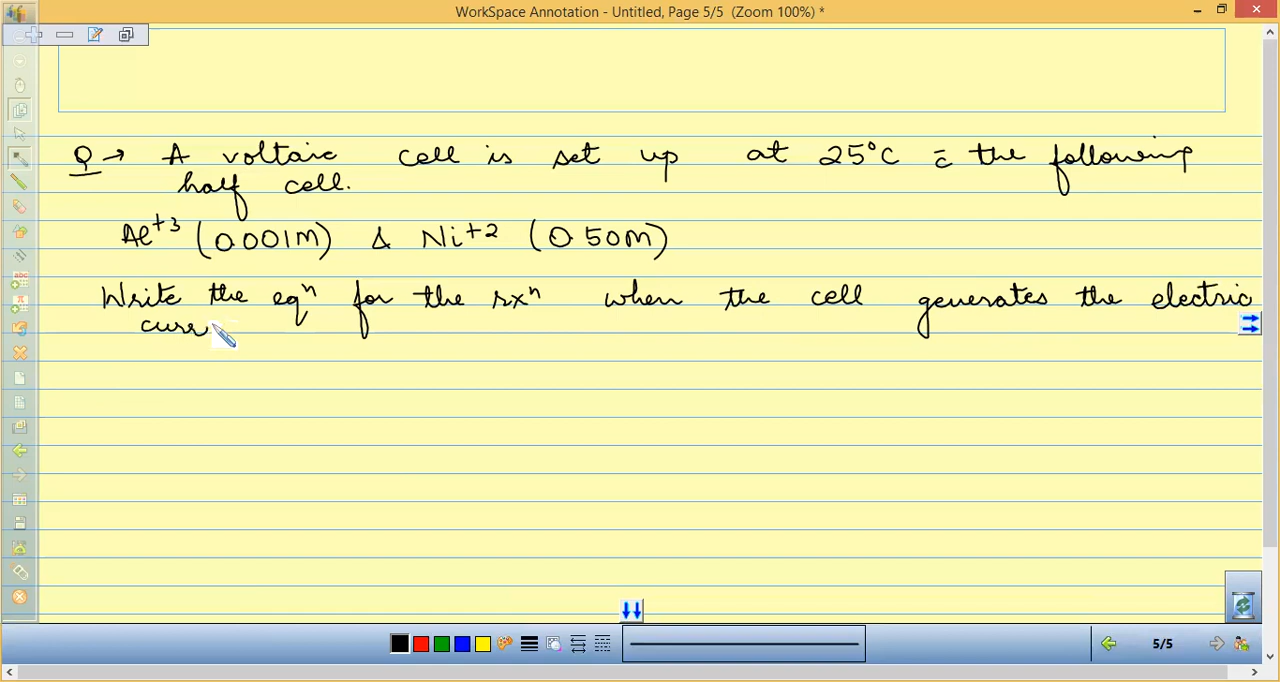 WorkSpace Annotation - Untitled, Page 5/5 (Zoom 100%) *
Q → A voltaic cell is set up at 25°C c̄ the following
half cell.
Al+3 (0.001M) & Ni+2 (0.50M)
Write the eqn for the rxn when the cell generates the electric
curr
5/5